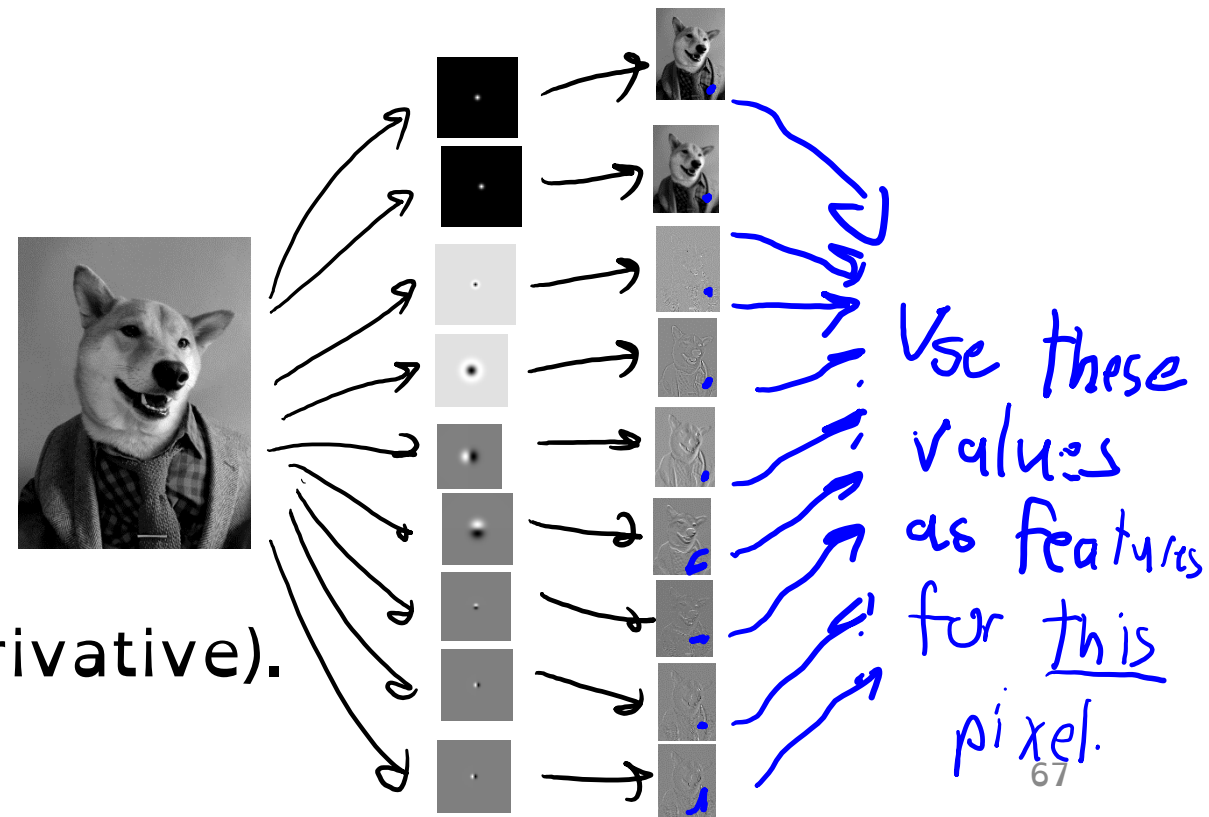 rivative).
Use these
values
as features
for this
pixel.
67